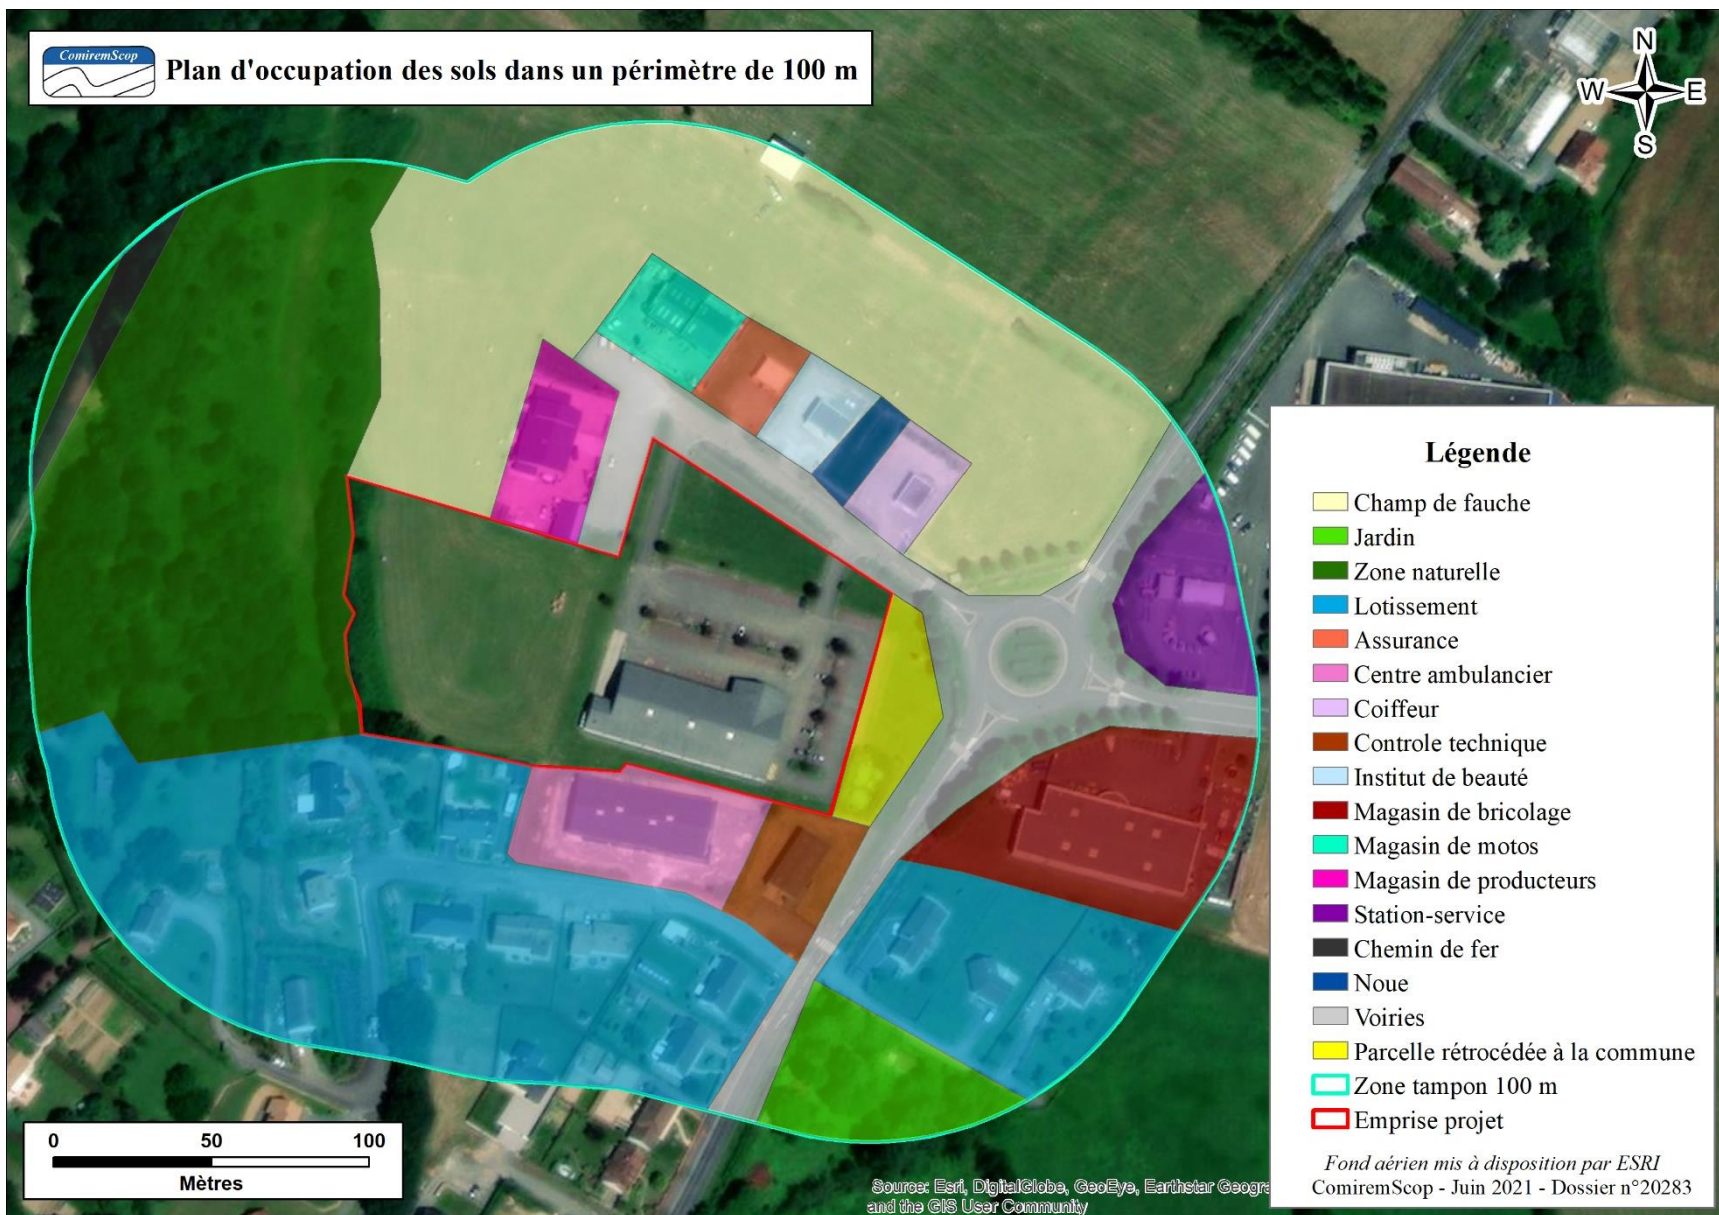 ComiremScop
Plan d'occupation des sols dans un périmètre de 100 m
N
W E
S
Légende
Champ de fauche
Jardin
Zone naturelle
Lotissement
Assurance
Centre ambulancier
Coiffeur
Controle technique
Institut de beauté
Magasin de bricolage
Magasin de motos
Magasin de producteurs
Station-service
Chemin de fer
Noue
Voiries
Parcelle rétrocédée à la commune
Zone tampon 100 m
Emprise projet
Fond aérien mis à disposition par ESRI
ComiremScop - Juin 2021 - Dossier n°20283
0 50 100
Mètres
Source: Esri, DigitalGlobe, GeoEye, Earthstar Geogra
and the GIS User Community